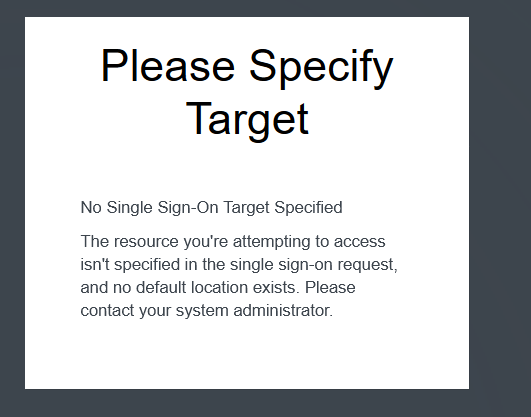 Please Specify
Target
No Single Sign-On Target Specified
The resource you're attempting to access
isn't specified in the single sign-on request,
and no default location exists. Please
contact your system administrator.